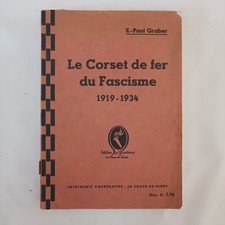 E.-Paul Graber
Le Corset de fer
du Fascisme
1919-1934
IMPRIMERIE COOPÉRATIVE - LA CHAUX-DE-FONDS